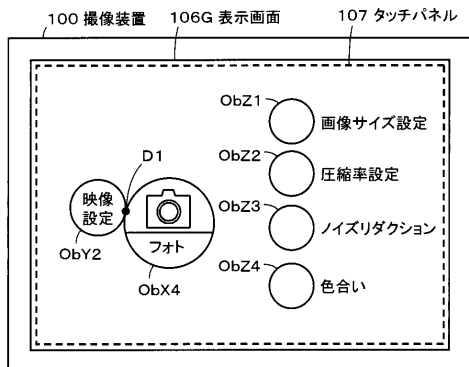 100 撮像装置
106G 表示画面
107 タッチパネル
ObZ1
画像サイズ設定
ObZ2
圧縮率設定
D1
ObZ3
映像
設定
ノイズリダクション
フォト
ObY2
ObZ4
ObX4
色合い